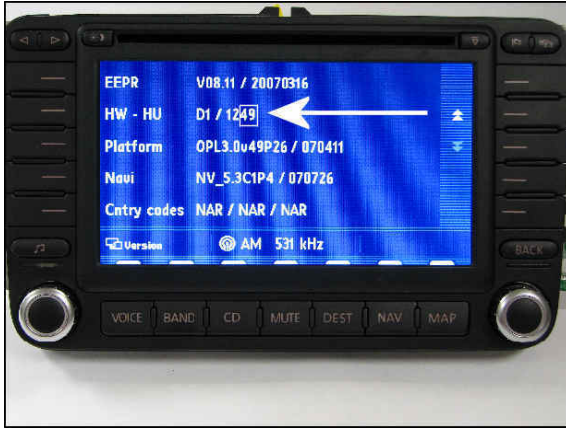 EEPR V08.11 / 20070316
HW - HU D1 / 1249
Platform OPL3.0v49P26 / 070411
Navi NV_5.3C1P4 / 070726
Cntry codes NAR / NAR / NAR
Version AM 531 kHz
BACK
VOICE BAND CD MUTE DEST NAV MAP